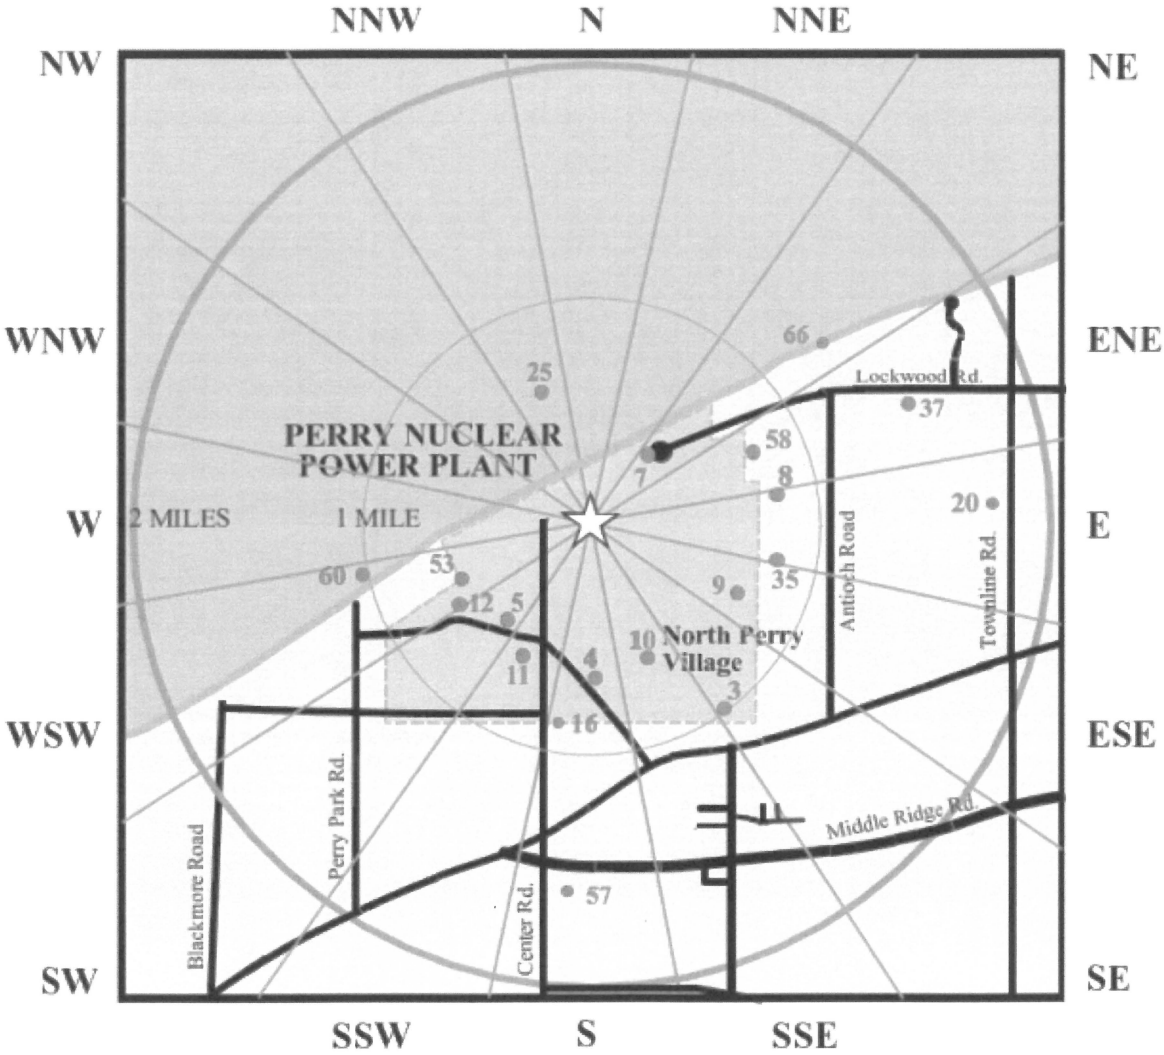 NNW N NNE
NW NE
WNW ENE
66
25
Lockwood Rd.
37
PERRY NUCLEAR
POWER PLANT
58
7
8
20
W 2 MILES 1 MILE E
53
60
35
9
12 5
Antioch Road
Townline Rd.
10 North Perry
Village
4
11
3
16
WSW ESE
Perry Park Rd.
Middle Ridge Rd.
Blackmore Road
57
Center Rd.
SW SE
SSW S SSE